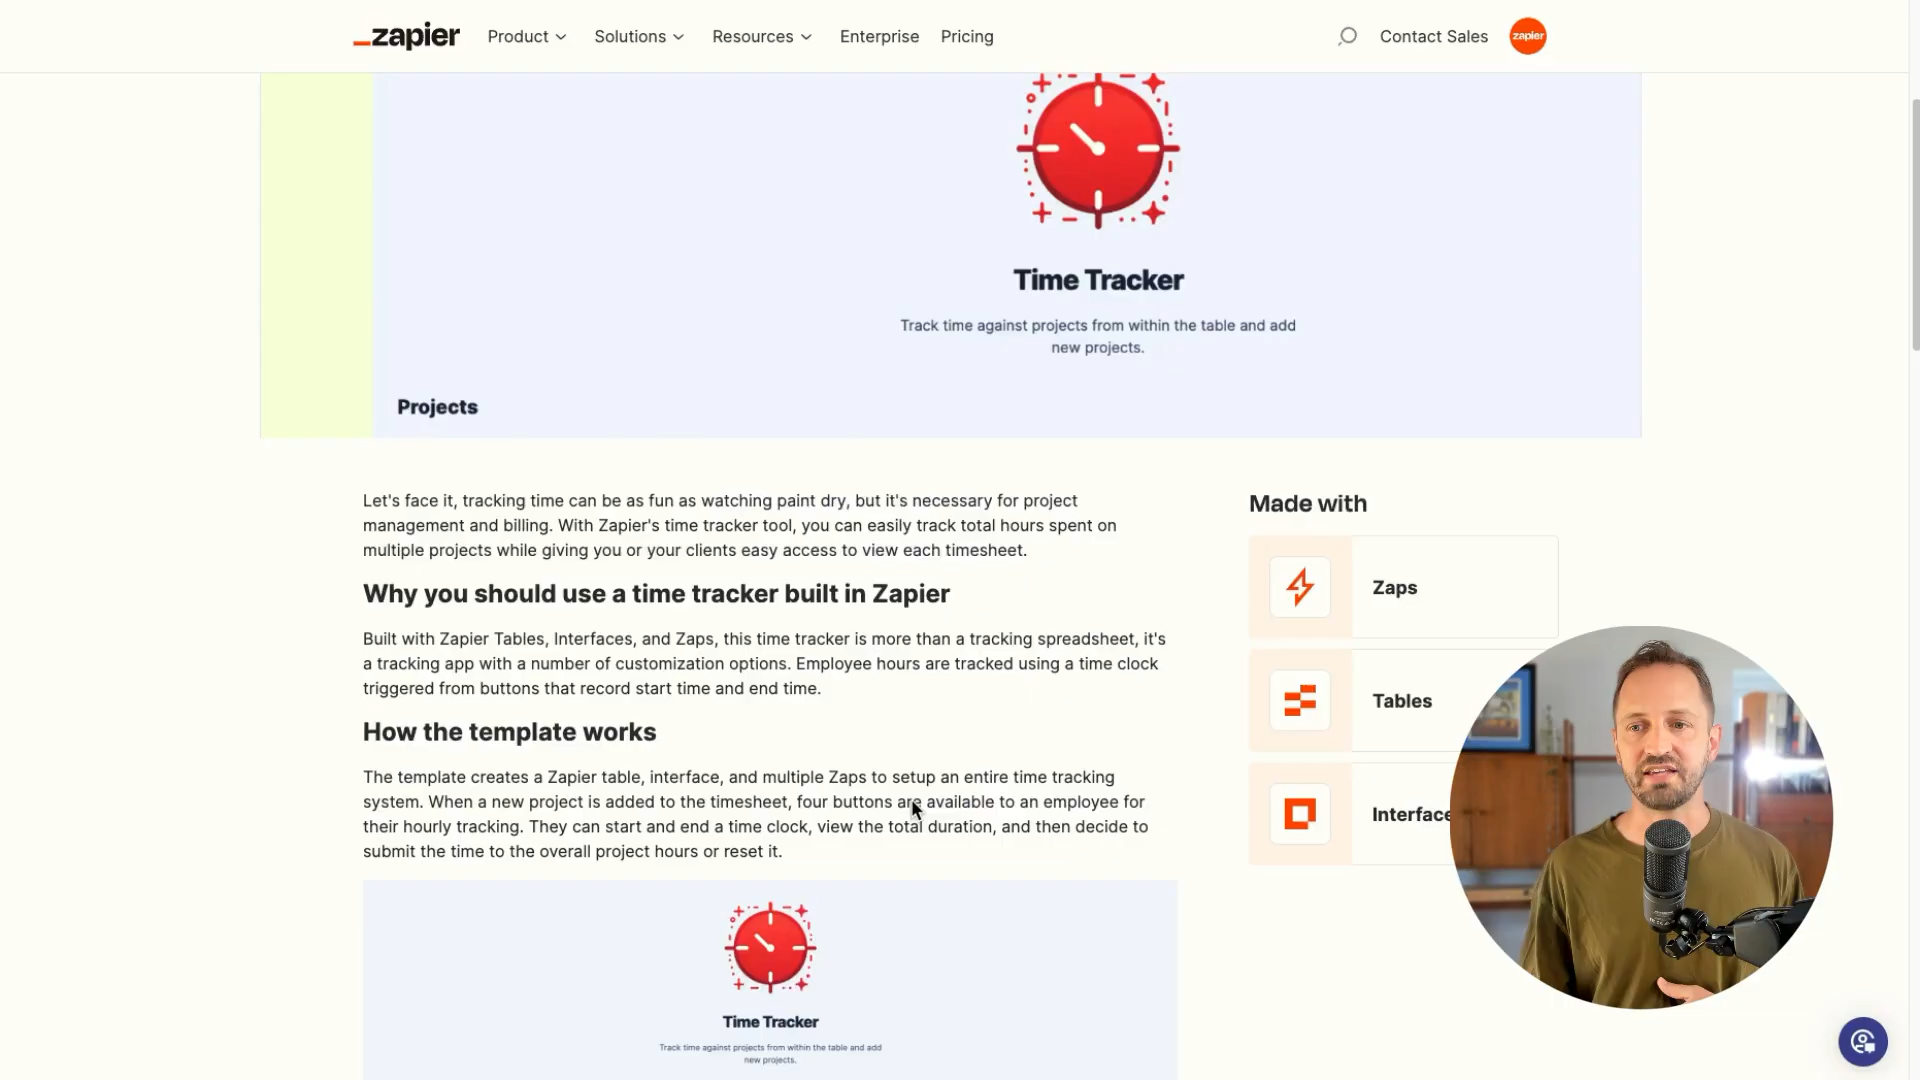 zapier
Product
Solutions
Resources
Enterprise
Pricing
Contact Sales
zapier
Time Tracker
Track time against projects from within the table and add
new projects.
Projects
Let's face it, tracking time can be as fun as watching paint dry, but it's necessary for project
management and billing. With Zapier's time tracker tool, you can easily track total hours spent on
multiple projects while giving you or your clients easy access to view each timesheet.
Why you should use a time tracker built in Zapier
Built with Zapier Tables, Interfaces, and Zaps, this time tracker is more than a tracking spreadsheet, it's
a tracking app with a number of customization options. Employee hours are tracked using a time clock
triggered from buttons that record start time and end time.
How the template works
The template creates a Zapier table, interface, and multiple Zaps to setup an entire time tracking
system. When a new project is added to the timesheet, four buttons are available to an employee for
their hourly tracking. They can start and end a time clock, view the total duration, and then decide to
submit the time to the overall project hours or reset it.
Time Tracker
Track time against projects from within the table and add
new projects.
Made with
Zaps
Tables
Interface